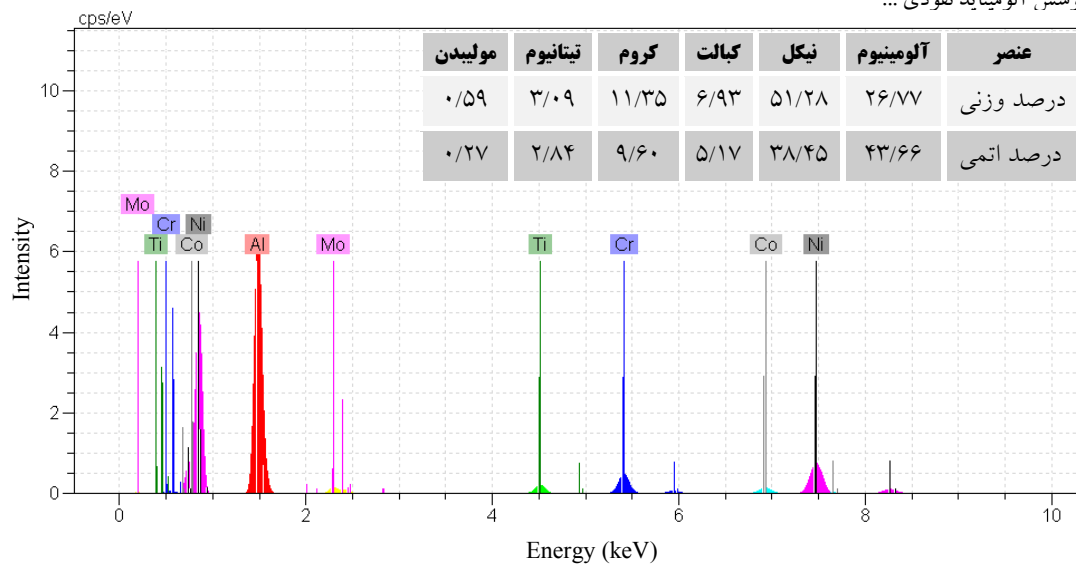 پوشش آلومیناید نفوذی ...
cps/eV
عنصر آلومینیوم نیکل کبالت کروم تیتانیوم مولیبدن
درصد وزنی ۲۶/۷۷ ۵۱/۲۸ ۶/۹۳ ۱۱/۳۵ ۳/۰۹ ۰/۵۹
درصد اتمی ۴۳/۶۶ ۳۸/۴۵ ۵/۱۷ ۹/۶۰ ۲/۸۴ ۰/۲۷
10
8
Mo
Cr Ni
6 Ti Co Al Mo Ti Cr Co Ni
Intensity
4
2
0
0 2 4 6 8 10
Energy (keV)